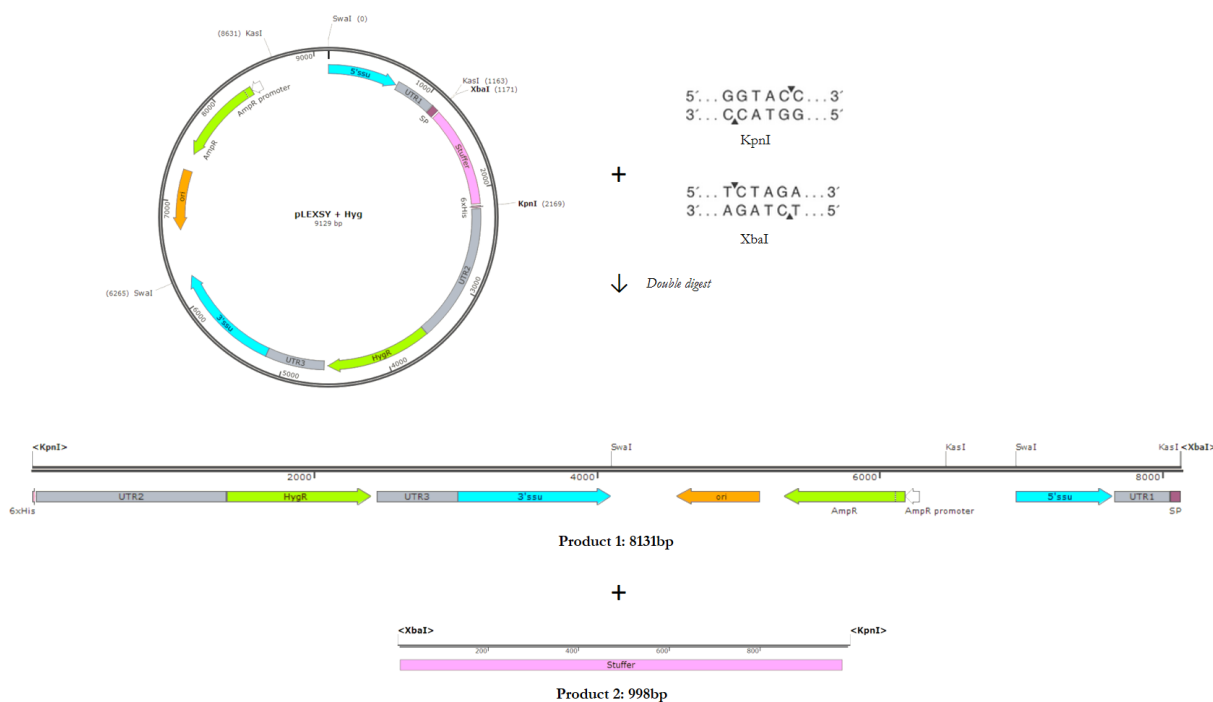 SwaI (0)
(8631) KasI
9000
5'ssu
1000
KasI (1163)
XbaI (1171)
UTR1
SP
AmpR promoter
8000
AmpR
Stuffer
2000
ori
7000
6xHis
KpnI (2169)
pLEXSY + Hyg
9129 bp
UTR2
3000
(6265) SwaI
6000
3'ssu
HygR
4000
UTR3
5000
5′...GGTACC...3′
3′...CCATGG...5′
KpnI
+
5′...TCTAGA...3′
3′...AGATCT...5′
XbaI
↓ Double digest
<KpnI> SwaI KasI SwaI KasI <XbaI>
2000 4000 6000 8000
UTR2 HygR UTR3 3'ssu ori 5'ssu UTR1
6xHis AmpR AmpR promoter SP
Product 1: 8131bp
+
<XbaI> <KpnI>
200 400 600 800
Stuffer
Product 2: 998bp